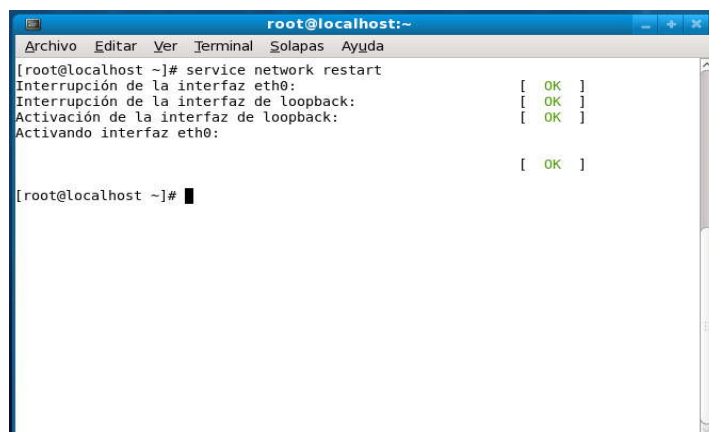 root@localhost:~
Archivo Editar Ver Terminal Solapas Ayuda
[root@localhost ~]# service network restart
Interrupción de la interfaz eth0: [ OK ]
Interrupción de la interfaz de loopback: [ OK ]
Activación de la interfaz de loopback: [ OK ]
Activando interfaz eth0:
[ OK ]
[root@localhost ~]#